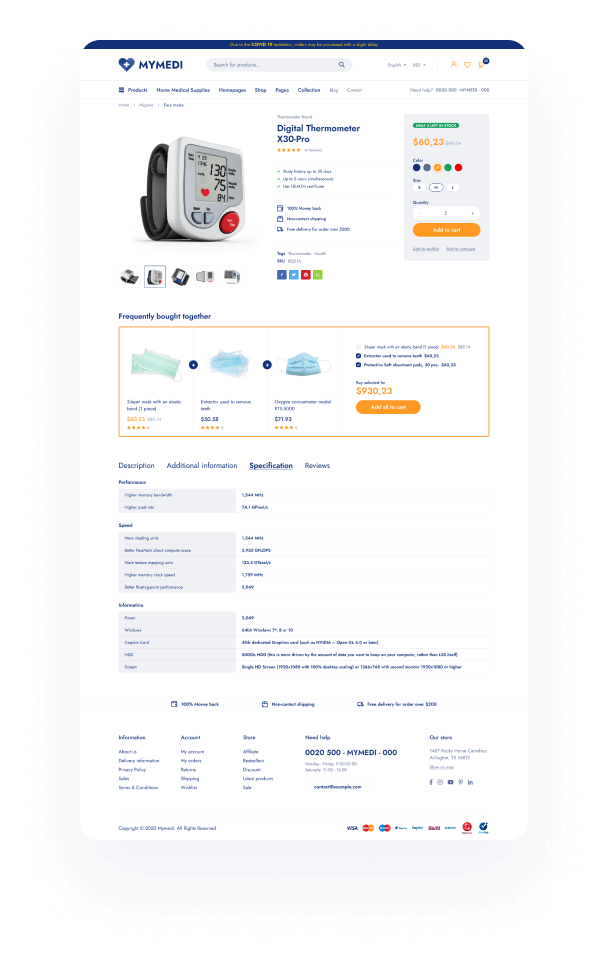 Due to the COVID 19 epidemic, orders may be processed with a slight delay
MYMEDI
Search for products...
English
USD
Products
Home Medical Supplies
Homepages
Shop
Pages
Collection
Blog
Contact
Need help? 0020 500 - MYMEDI - 000
Home
Hygiene
Face masks
Thermometer Brand
Digital Thermometer
X30-Pro
Study history up to 30 days
Up to 5 users simultaneously
Has HEALTH certificate
100% Money back
Non-contact shipping
Free delivery for order over $200
Tags Thermometer Health
SKU
ONLY 2 LEFT IN STOCK
$60,23 $89,74
Color
Size
S
M
L
Quantity
-
+
Add to cart
Add to wishlist
Add to compare
130
75
84
Frequently bought together
3-layer mask with an elastic
band (1 piece)
$60,23 $89,74
Extractor used to remove
teeth
$50.58
Oxygen concentrator model
KTS-5000
$71.93
3-layer mask with an elastic band (1 piece) $60,23 $89,74
Extractor used to remove teeth $60,23
Protective Soft absorbent pads, 30 pcs. $60,23
Buy selected for
$930,23
Add all to cart
Description
Additional information
Specification
Reviews
Performance
Higher memory bandwidth 1,544 MHz
Higher pixel rate 74.1 GPixel/s
Speed
More shading units 1,544 MHz
Better PassMark direct compute score
More texture mapping units 123.5 GTexel/s
Higher memory clock speed 1,759 MHz
Better floating-point performance 5,049
Information
Power 5,049
Windows 64bit Windows 7*, 8 or 10
Graphic Card 4Gb dedicated Graphics card (such as NVIDIA – Open GL 4.0 or later)
HDD 500Gb HDD (this is more driven by the amount of data you want to keep on your computer, rather than LSS itself)
Screen Single HD Screen (1920x1080 with 100% desktop scaling) or 1366x768 with second monitor 1920x1080 or higher
100% Money back
Non-contact shipping
Free delivery for order over $200
Information
About us
Delivery information
Privacy Policy
Sales
Terms & Conditions
Account
My account
My orders
Returns
Shipping
Wishlist
Store
Affiliate
Bestsellers
Discount
Latest products
Sale
Need help
0020 500 - MYMEDI - 000
Monday - Friday: 9:00-20:00
Saturday: 11:00 - 15:00
contact@example.com
Our store
1487 Rocky Horse Carrefour
Arlington, TX 16819
Show on map
Copyright © 2020 Mymedi. All Rights Reserved
VISA
PayPal
Skrill